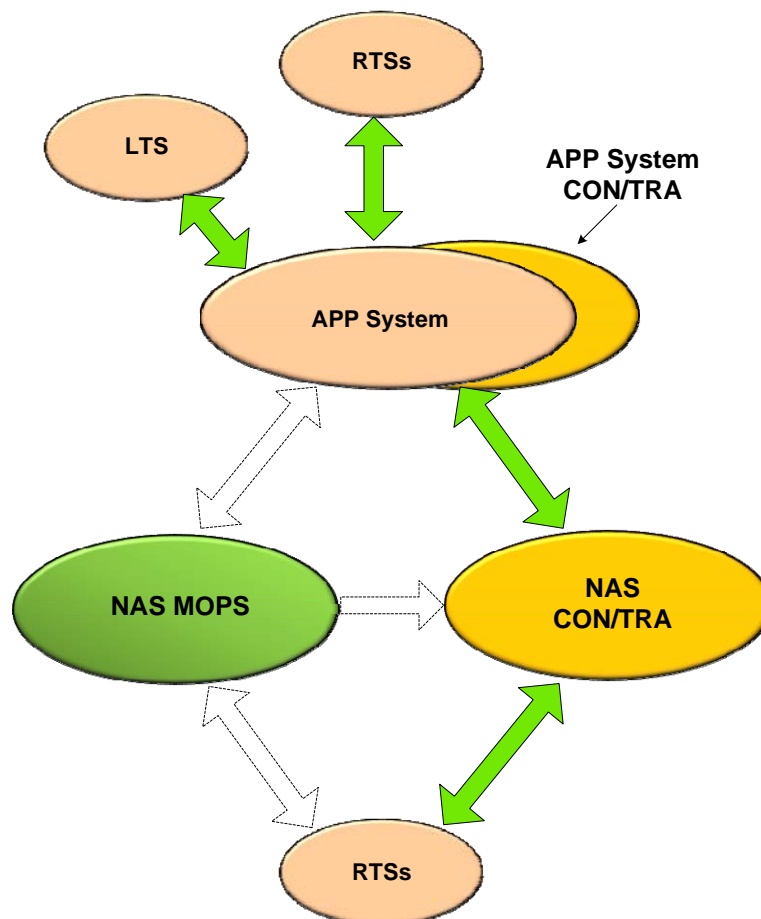 RTSs
LTS
APP System
CON/TRA
APP System
NAS MOPS
NAS
CON/TRA
RTSs